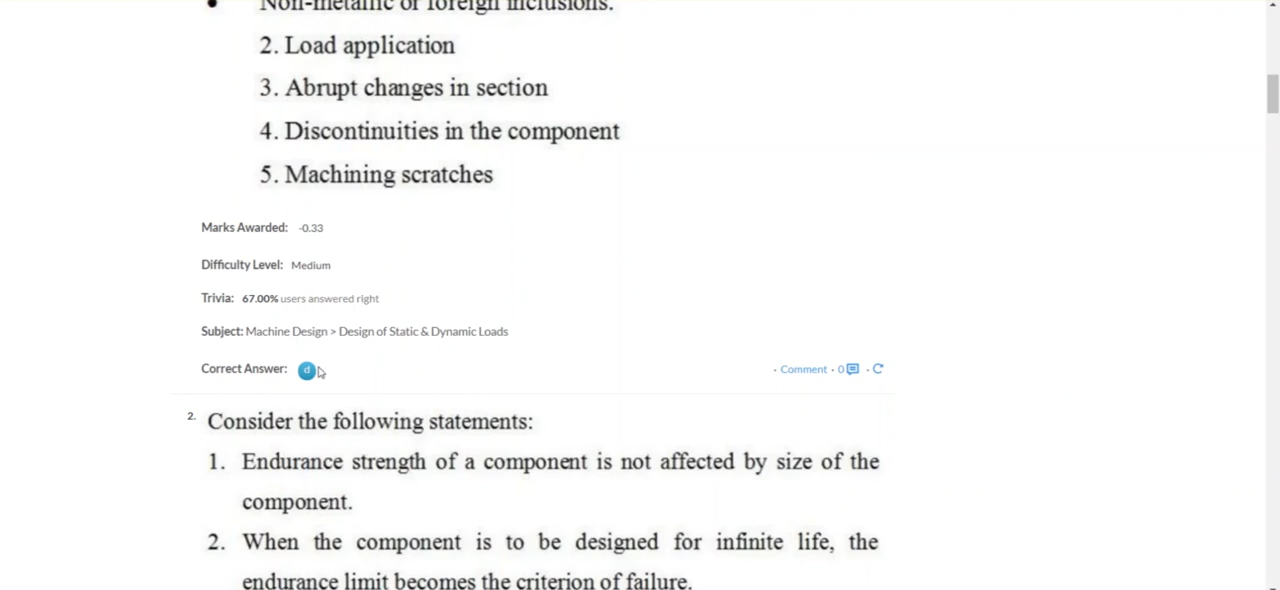 Non-metallic or foreign inclusions.
2. Load application
3. Abrupt changes in section
4. Discontinuities in the component
5. Machining scratches
Marks Awarded: -0.33
Difficulty Level: Medium
Trivia: 67.00% users answered right
Subject: Machine Design > Design of Static & Dynamic Loads
Correct Answer: d · Comment · 0 ·
2. Consider the following statements:
1. Endurance strength of a component is not affected by size of the
component.
2. When the component is to be designed for infinite life, the
endurance limit becomes the criterion of failure.